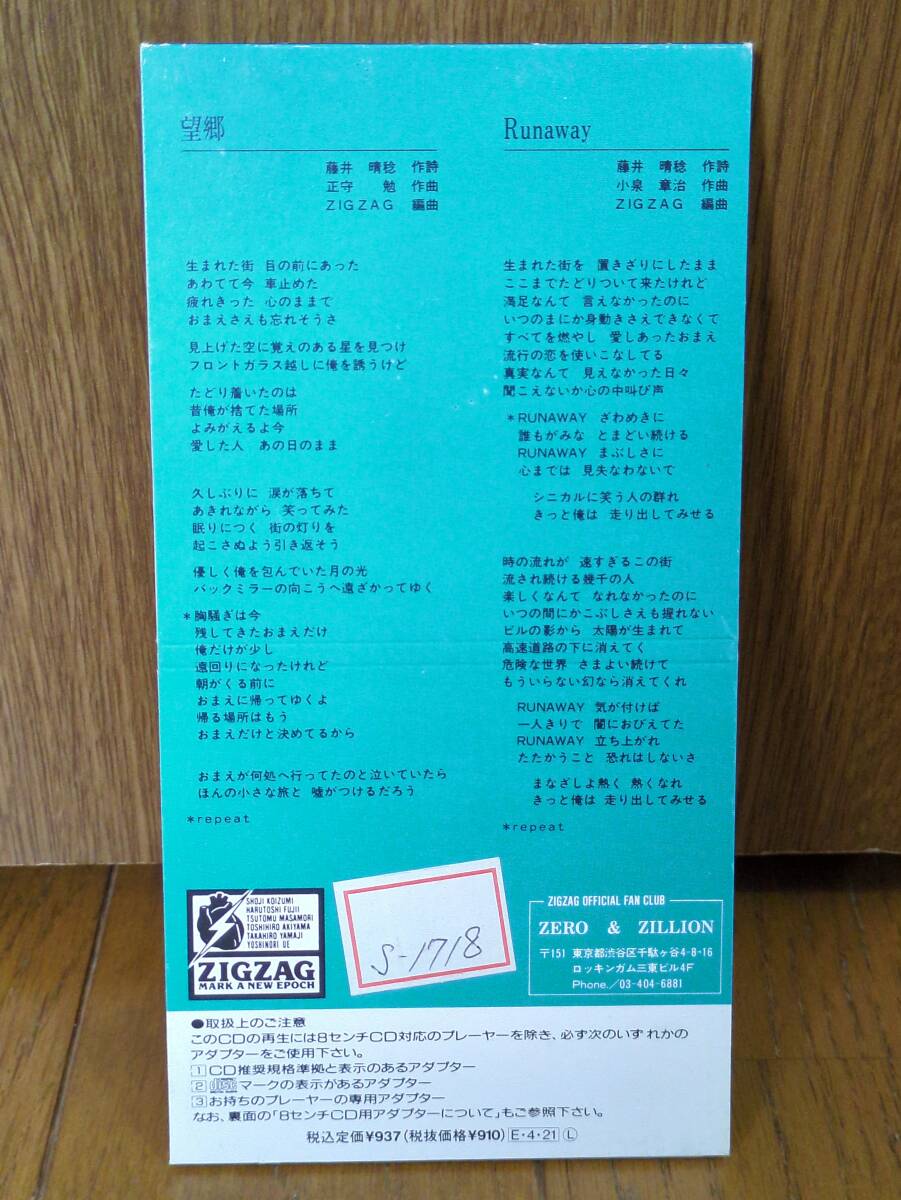 望郷
藤井 晴稔 作詩
正守 勉 作曲
ZIGZAG 編曲
生まれた街 目の前にあった
あわてて今 車止めた
疲れきった 心のままで
おまえさえも忘れそうさ
見上げた空に覚えのある星を見つけ
フロントガラス越しに俺を誘うけど
たどり着いたのは
昔俺が捨てた場所
よみがえるよ今
愛した人 あの日のまま
久しぶりに 涙が落ちて
あきれながら 笑ってみた
眠りにつく 街の灯りを
起こさぬよう引き返そう
優しく俺を包んでいた月の光
バックミラーの向こうへ遠ざかってゆく
*胸騒ぎは今
残してきたおまえだけ
俺だけが少し
遠回りになったけれど
朝がくる前に
おまえに帰ってゆくよ
帰る場所はもう
おまえだけと決めてるから
おまえが何処へ行ってたのと泣いていたら
ほんの小さな旅と 嘘がつけるだろう
*repeat
Runaway
藤井 晴稔 作詩
小泉 章治 作曲
ZIGZAG 編曲
生まれた街を 置きざりにしたまま
ここまでたどりついて来たけれど
満足なんて 言えなかったのに
いつのまにか身動きさえできなくて
すべてを燃やし 愛しあったおまえ
流行の恋を使いこなしてる
真実なんて 見えなかった日々
聞こえないか心の中叫び声
*RUNAWAY ざわめきに
誰もがみな とまどい続ける
RUNAWAY まぶしさに
心までは 見失なわないで
シニカルに笑う人の群れ
きっと俺は 走り出してみせる
時の流れが 速すぎるこの街
流され続ける幾千の人
楽しくなんて なれなかったのに
いつの間にかこぶしさえも握れない
ビルの影から 太陽が生まれて
高速道路の下に消えてく
危険な世界 さまよい続けて
もういらない幻なら消えてくれ
RUNAWAY 気が付けば
一人きりで 闇におびえてた
RUNAWAY 立ち上がれ
たたかうこと 恐れはしないさ
まなざしよ熱く 熱くなれ
きっと俺は 走り出してみせる
*repeat
SHOJI KOIZUMI
HARUTOSHI FUJII
TSUTOMU MASAMORI
TOSHIHIRO AKIYAMA
TAKAHIRO YAMAJI
YOSHINORI UE
ZIGZAG
MARK A NEW EPOCH
S-1718
ZIGZAG OFFICIAL FAN CLUB
ZERO & ZILLION
〒151 東京都渋谷区千駄ヶ谷4-8-16
ロッキンガム三東ビル4F
Phone./03-404-6881
●取扱上のご注意
このCDの再生には8センチCD対応のプレーヤーを除き、必ず次のいずれかの
アダプターをご使用下さい。
1 CD推奨規格準拠と表示のあるアダプター
2 マークの表示があるアダプター
3 お持ちのプレーヤーの専用アダプター
なお、裏面の「8センチCD用アダプターについて」もご参照下さい。
税込定価¥937(税抜価格¥910) E・4・21 Ⓛ